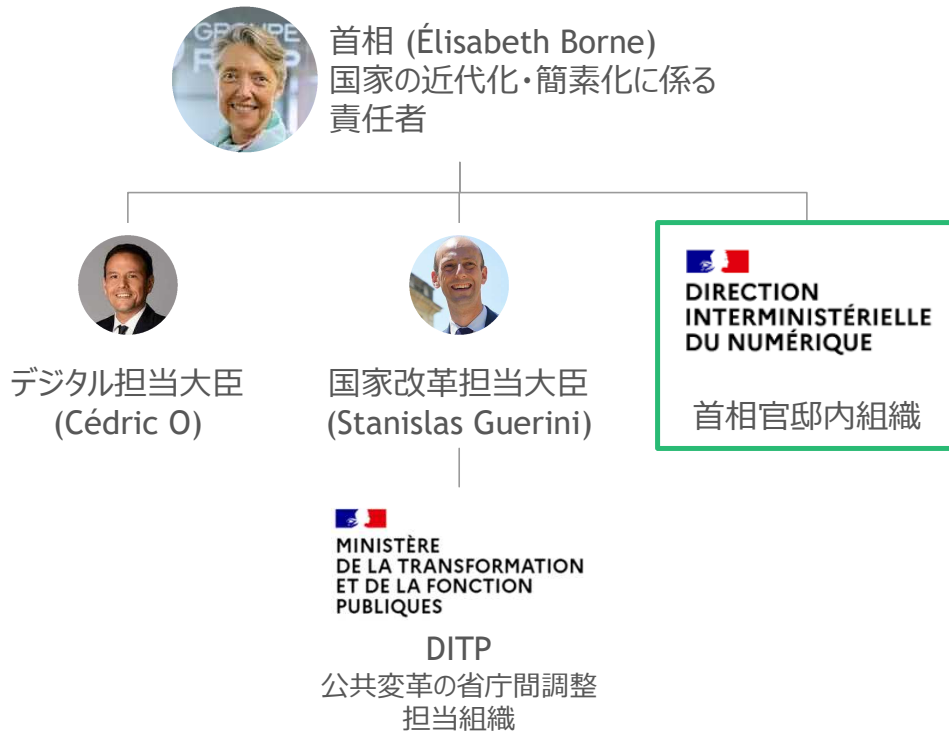 首相 (Élisabeth Borne)
国家の近代化・簡素化に係る
責任者
デジタル担当大臣
(Cédric O)
国家改革担当大臣
(Stanislas Guerini)
DIRECTION
INTERMINISTÉRIELLE
DU NUMÉRIQUE
首相官邸内組織
MINISTÈRE
DE LA TRANSFORMATION
ET DE LA FONCTION
PUBLIQUES
DITP
公共変革の省庁間調整
担当組織